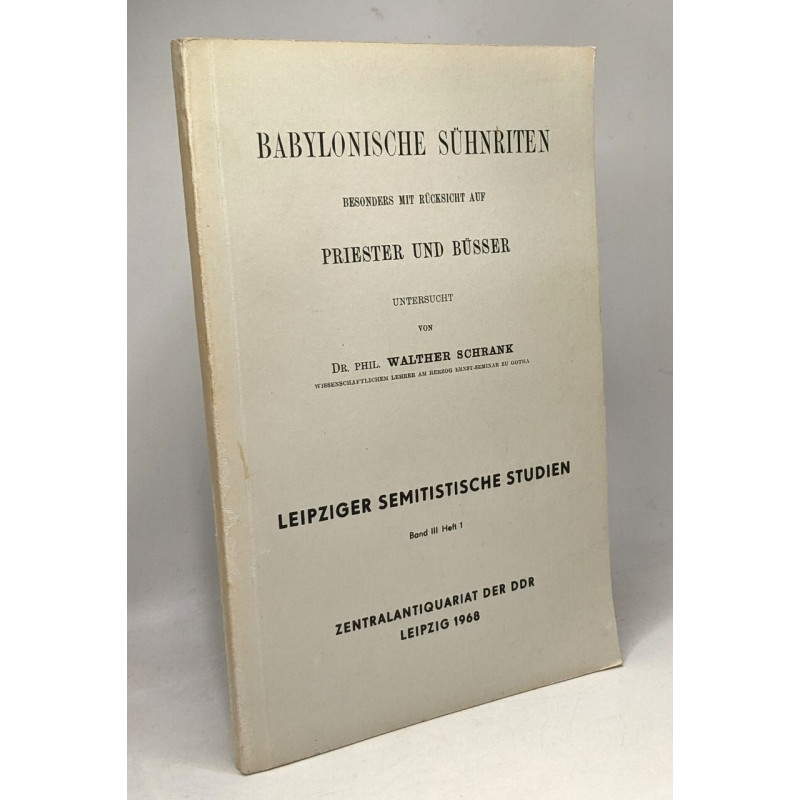 BABYLONISCHE SÜHNRITEN
BESONDERS MIT RÜCKSICHT AUF
PRIESTER UND BÜSSER
UNTERSUCHT
VON
DR. PHIL. WALTHER SCHRANK
WISSENSCHAFTLICHEM LEHRER AM HERZOG ERNST-SEMINAR ZU GOTHA
LEIPZIGER SEMITISTISCHE STUDIEN
Band III Heft 1
ZENTRALANTIQUARIAT DER DDR
LEIPZIG 1968